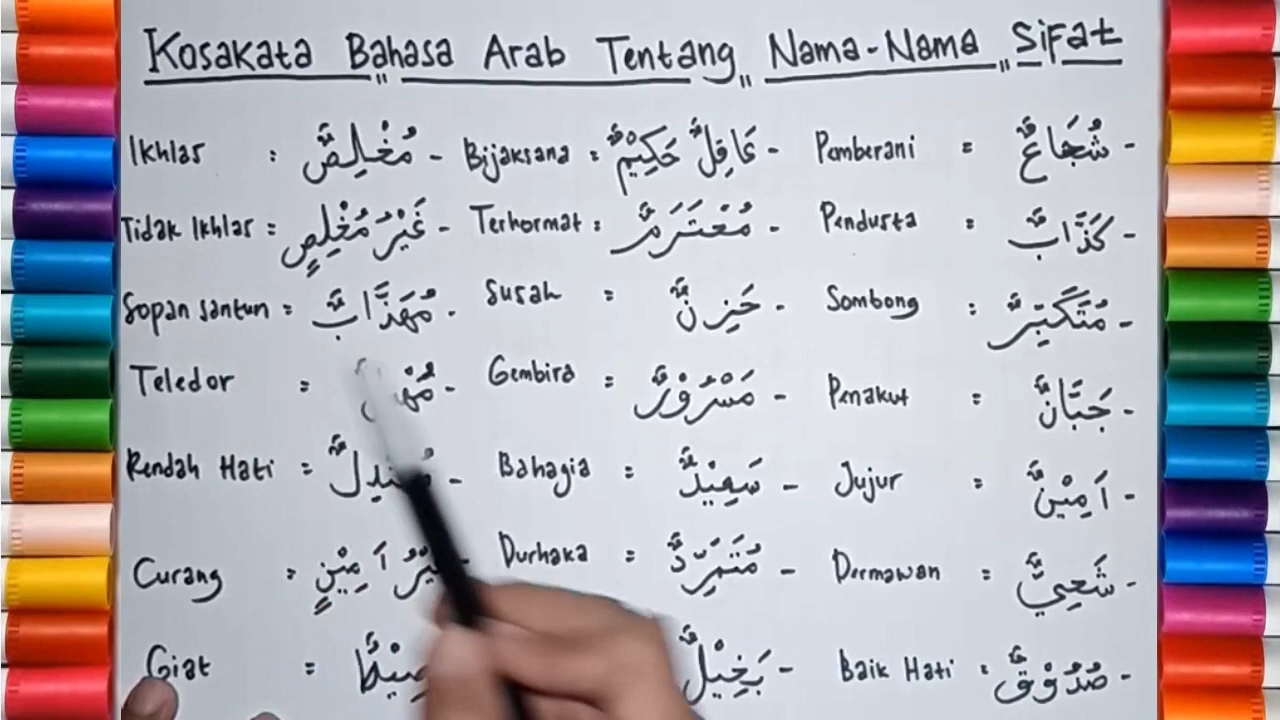 Kosakata Bahasa Arab Tentang " Nama-Nama " Sifat
Ikhlas : مُغْلِصٌ - Bijaksana = عَاقِلٌ حَكِيْمٌ - Pemberani = شُجَاعٌ -
Tidak Ikhlas = غَيْرُ مُغْلِصٍ - Terhormat : مُعْتَرَمٌ - Pendusta = كَذَّابٌ -
Sopan santun = مُهَذَّابٌ - Susah = حَزِنٌ - Sombong : مُتَكَبِّرٌ -
Teledor = - Gembira = مَسْرُوْرٌ - Penakut = جَبَّانٌ -
Rendah Hati = - Bahagia = سَعِيْدٌ - Jujur = اَمِيْنٌ -
Curang = اَمِيْنٍ - Durhaka = مُتَمَرِّدٌ - Dermawan = شَعِيٌّ -
Giat = بَخِيْلٌ - Baik Hati = صُدُوْقٌ -